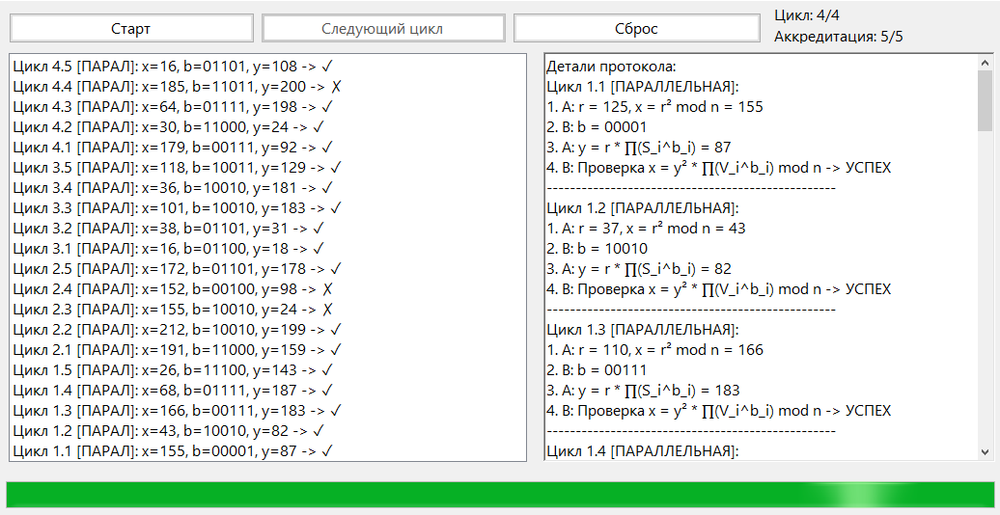 Старт
Следующий цикл
Сброс
Цикл: 4/4
Аккредитация: 5/5
Цикл 4.5 [ПАРАЛ]: x=16, b=01101, y=108 -> ✓
Цикл 4.4 [ПАРАЛ]: x=185, b=11011, y=200 -> ✗
Цикл 4.3 [ПАРАЛ]: x=64, b=01111, y=198 -> ✓
Цикл 4.2 [ПАРАЛ]: x=30, b=11000, y=24 -> ✓
Цикл 4.1 [ПАРАЛ]: x=179, b=00111, y=92 -> ✓
Цикл 3.5 [ПАРАЛ]: x=118, b=10011, y=129 -> ✓
Цикл 3.4 [ПАРАЛ]: x=36, b=10010, y=181 -> ✓
Цикл 3.3 [ПАРАЛ]: x=101, b=10010, y=183 -> ✓
Цикл 3.2 [ПАРАЛ]: x=38, b=01101, y=31 -> ✓
Цикл 3.1 [ПАРАЛ]: x=16, b=01100, y=18 -> ✓
Цикл 2.5 [ПАРАЛ]: x=172, b=01101, y=178 -> ✓
Цикл 2.4 [ПАРАЛ]: x=152, b=00100, y=98 -> ✗
Цикл 2.3 [ПАРАЛ]: x=155, b=10010, y=24 -> ✗
Цикл 2.2 [ПАРАЛ]: x=212, b=10010, y=199 -> ✓
Цикл 2.1 [ПАРАЛ]: x=191, b=11000, y=159 -> ✓
Цикл 1.5 [ПАРАЛ]: x=26, b=11100, y=143 -> ✓
Цикл 1.4 [ПАРАЛ]: x=68, b=01111, y=187 -> ✓
Цикл 1.3 [ПАРАЛ]: x=166, b=00111, y=183 -> ✓
Цикл 1.2 [ПАРАЛ]: x=43, b=10010, y=82 -> ✓
Цикл 1.1 [ПАРАЛ]: x=155, b=00001, y=87 -> ✓
Детали протокола:
Цикл 1.1 [ПАРАЛЛЕЛЬНАЯ]:
1. A: r = 125, x = r² mod n = 155
2. B: b = 00001
3. A: y = r * ∏(S_i^b_i) = 87
4. B: Проверка x = y² * ∏(V_i^b_i) mod n -> УСПЕХ
--------------------------------------------------
Цикл 1.2 [ПАРАЛЛЕЛЬНАЯ]:
1. A: r = 37, x = r² mod n = 43
2. B: b = 10010
3. A: y = r * ∏(S_i^b_i) = 82
4. B: Проверка x = y² * ∏(V_i^b_i) mod n -> УСПЕХ
--------------------------------------------------
Цикл 1.3 [ПАРАЛЛЕЛЬНАЯ]:
1. A: r = 110, x = r² mod n = 166
2. B: b = 00111
3. A: y = r * ∏(S_i^b_i) = 183
4. B: Проверка x = y² * ∏(V_i^b_i) mod n -> УСПЕХ
--------------------------------------------------
Цикл 1.4 [ПАРАЛЛЕЛЬНАЯ]: